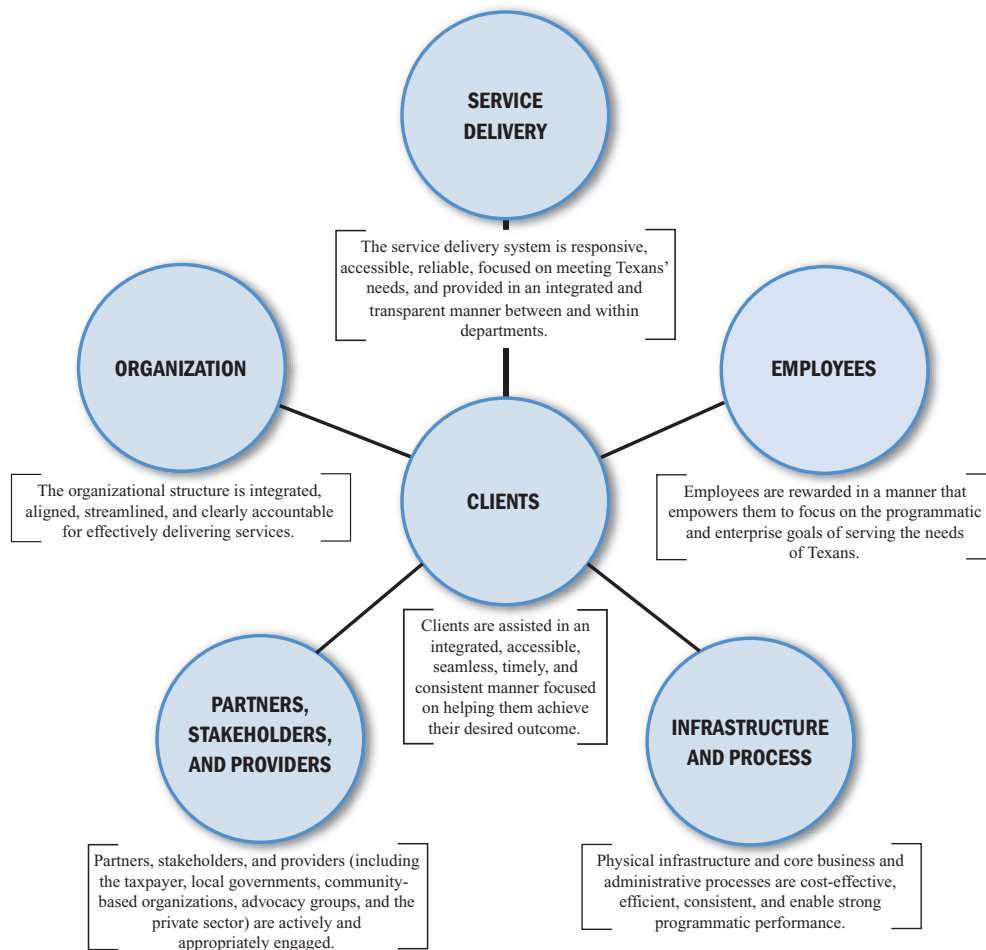 SERVICE
DELIVERY
The service delivery system is responsive,
accessible, reliable, focused on meeting Texans’
needs, and provided in an integrated and
transparent manner between and within
departments.
ORGANIZATION
The organizational structure is integrated,
aligned, streamlined, and clearly accountable
for effectively delivering services.
EMPLOYEES
Employees are rewarded in a manner that
empowers them to focus on the programmatic
and enterprise goals of serving the needs
of Texans.
CLIENTS
Clients are assisted in an
integrated, accessible,
seamless, timely, and
consistent manner focused
on helping them achieve
their desired outcome.
PARTNERS,
STAKEHOLDERS,
AND PROVIDERS
Partners, stakeholders, and providers (including
the taxpayer, local governments, community-
based organizations, advocacy groups, and the
private sector) are actively and
appropriately engaged.
INFRASTRUCTURE
AND PROCESS
Physical infrastructure and core business and
administrative processes are cost-effective,
efficient, consistent, and enable strong
programmatic performance.